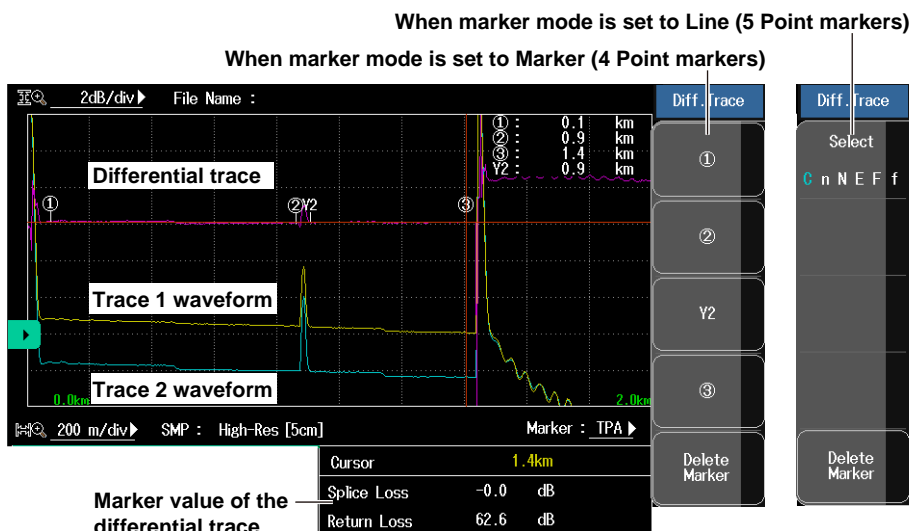 When marker mode is set to Line (5 Point markers)
When marker mode is set to Marker (4 Point markers)
2dB/div File Name :
① : 0.1 km
② : 0.9 km
③ : 1.4 km
Y2 : 0.9 km
Differential trace
① ②Y2 ③
Trace 1 waveform
Trace 2 waveform
0.0km 2.0km
200 m/div SMP : High-Res [5cm] Marker : TPA
Cursor 1.4km
Splice Loss -0.0 dB
Return Loss 62.6 dB
Marker value of the
differential trace
Diff.Trace
①
②
Y2
③
Delete
Marker
Diff.Trace
Select
C n N E F f
Delete
Marker